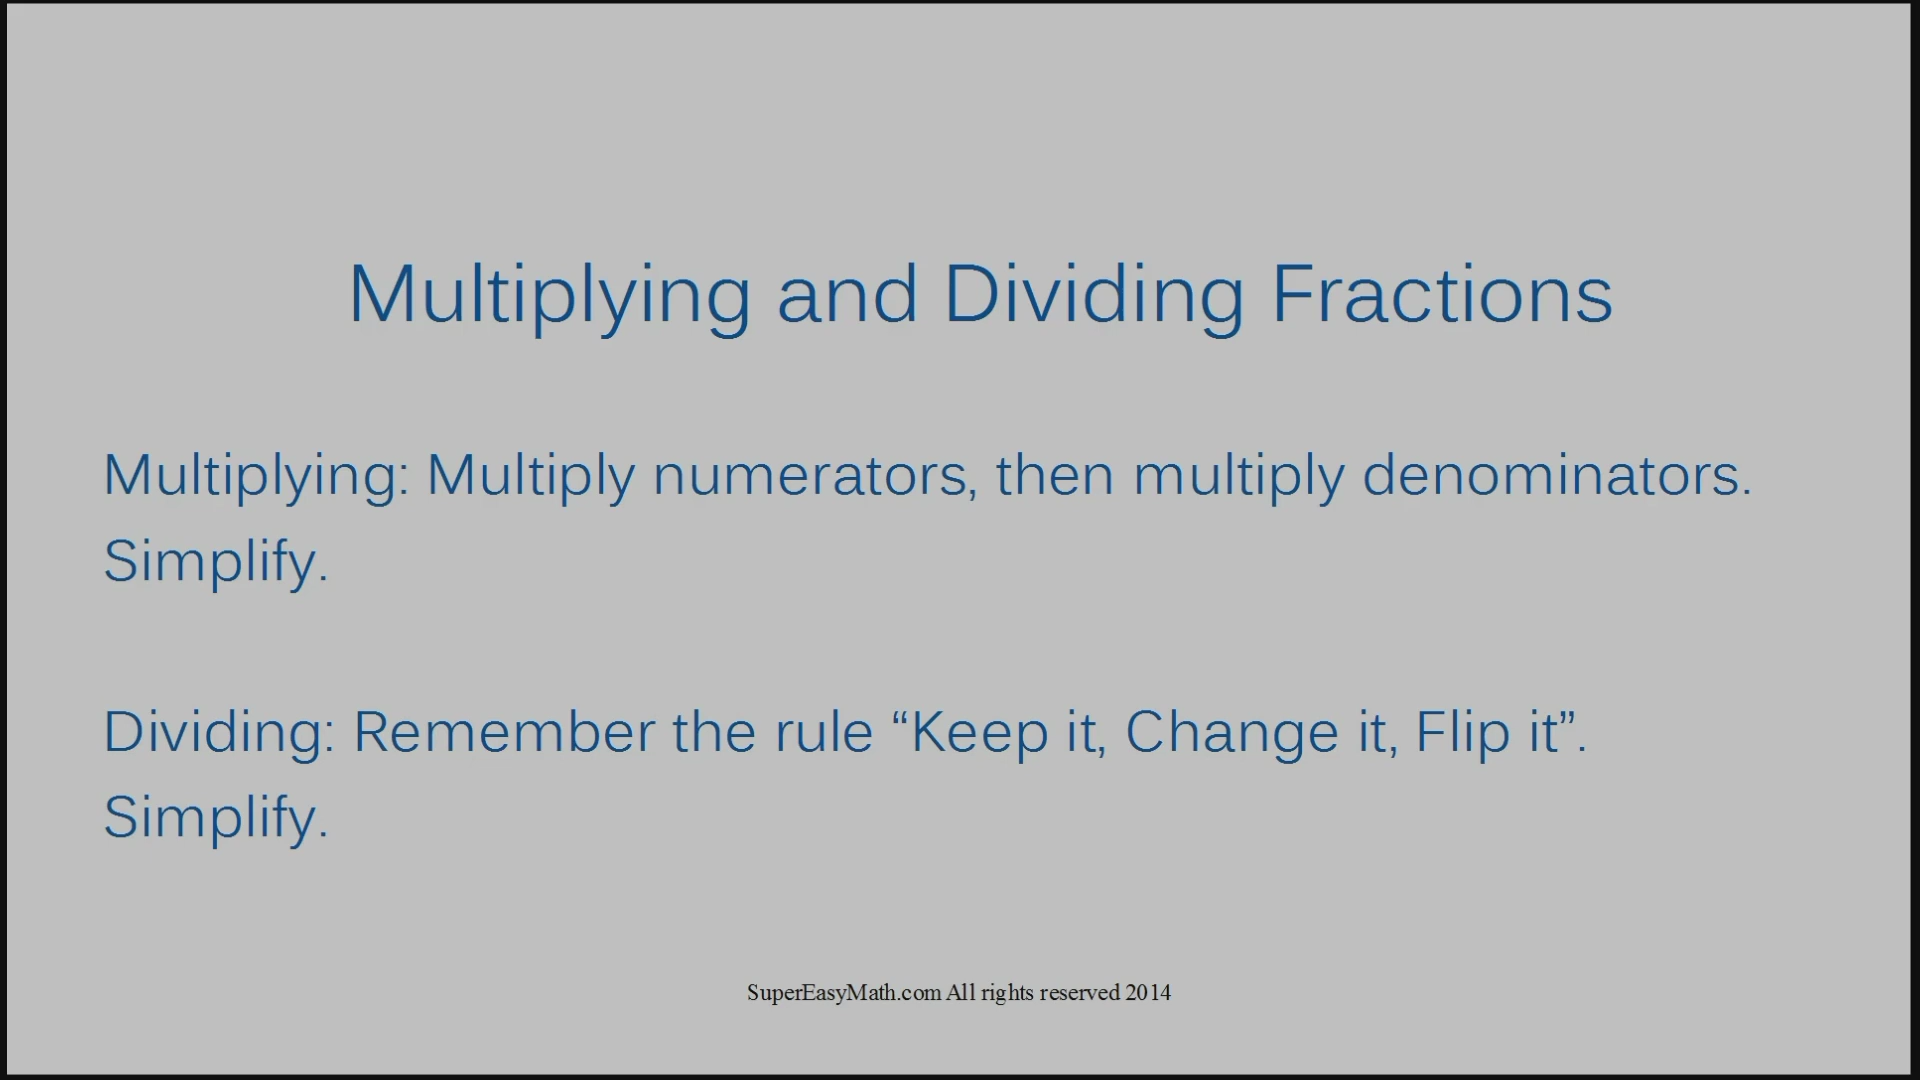 Multiplying and Dividing Fractions
Multiplying: Multiply numerators, then multiply denominators.
Simplify.
Dividing: Remember the rule “Keep it, Change it, Flip it”.
Simplify.
SuperEasyMath.com All rights reserved 2014